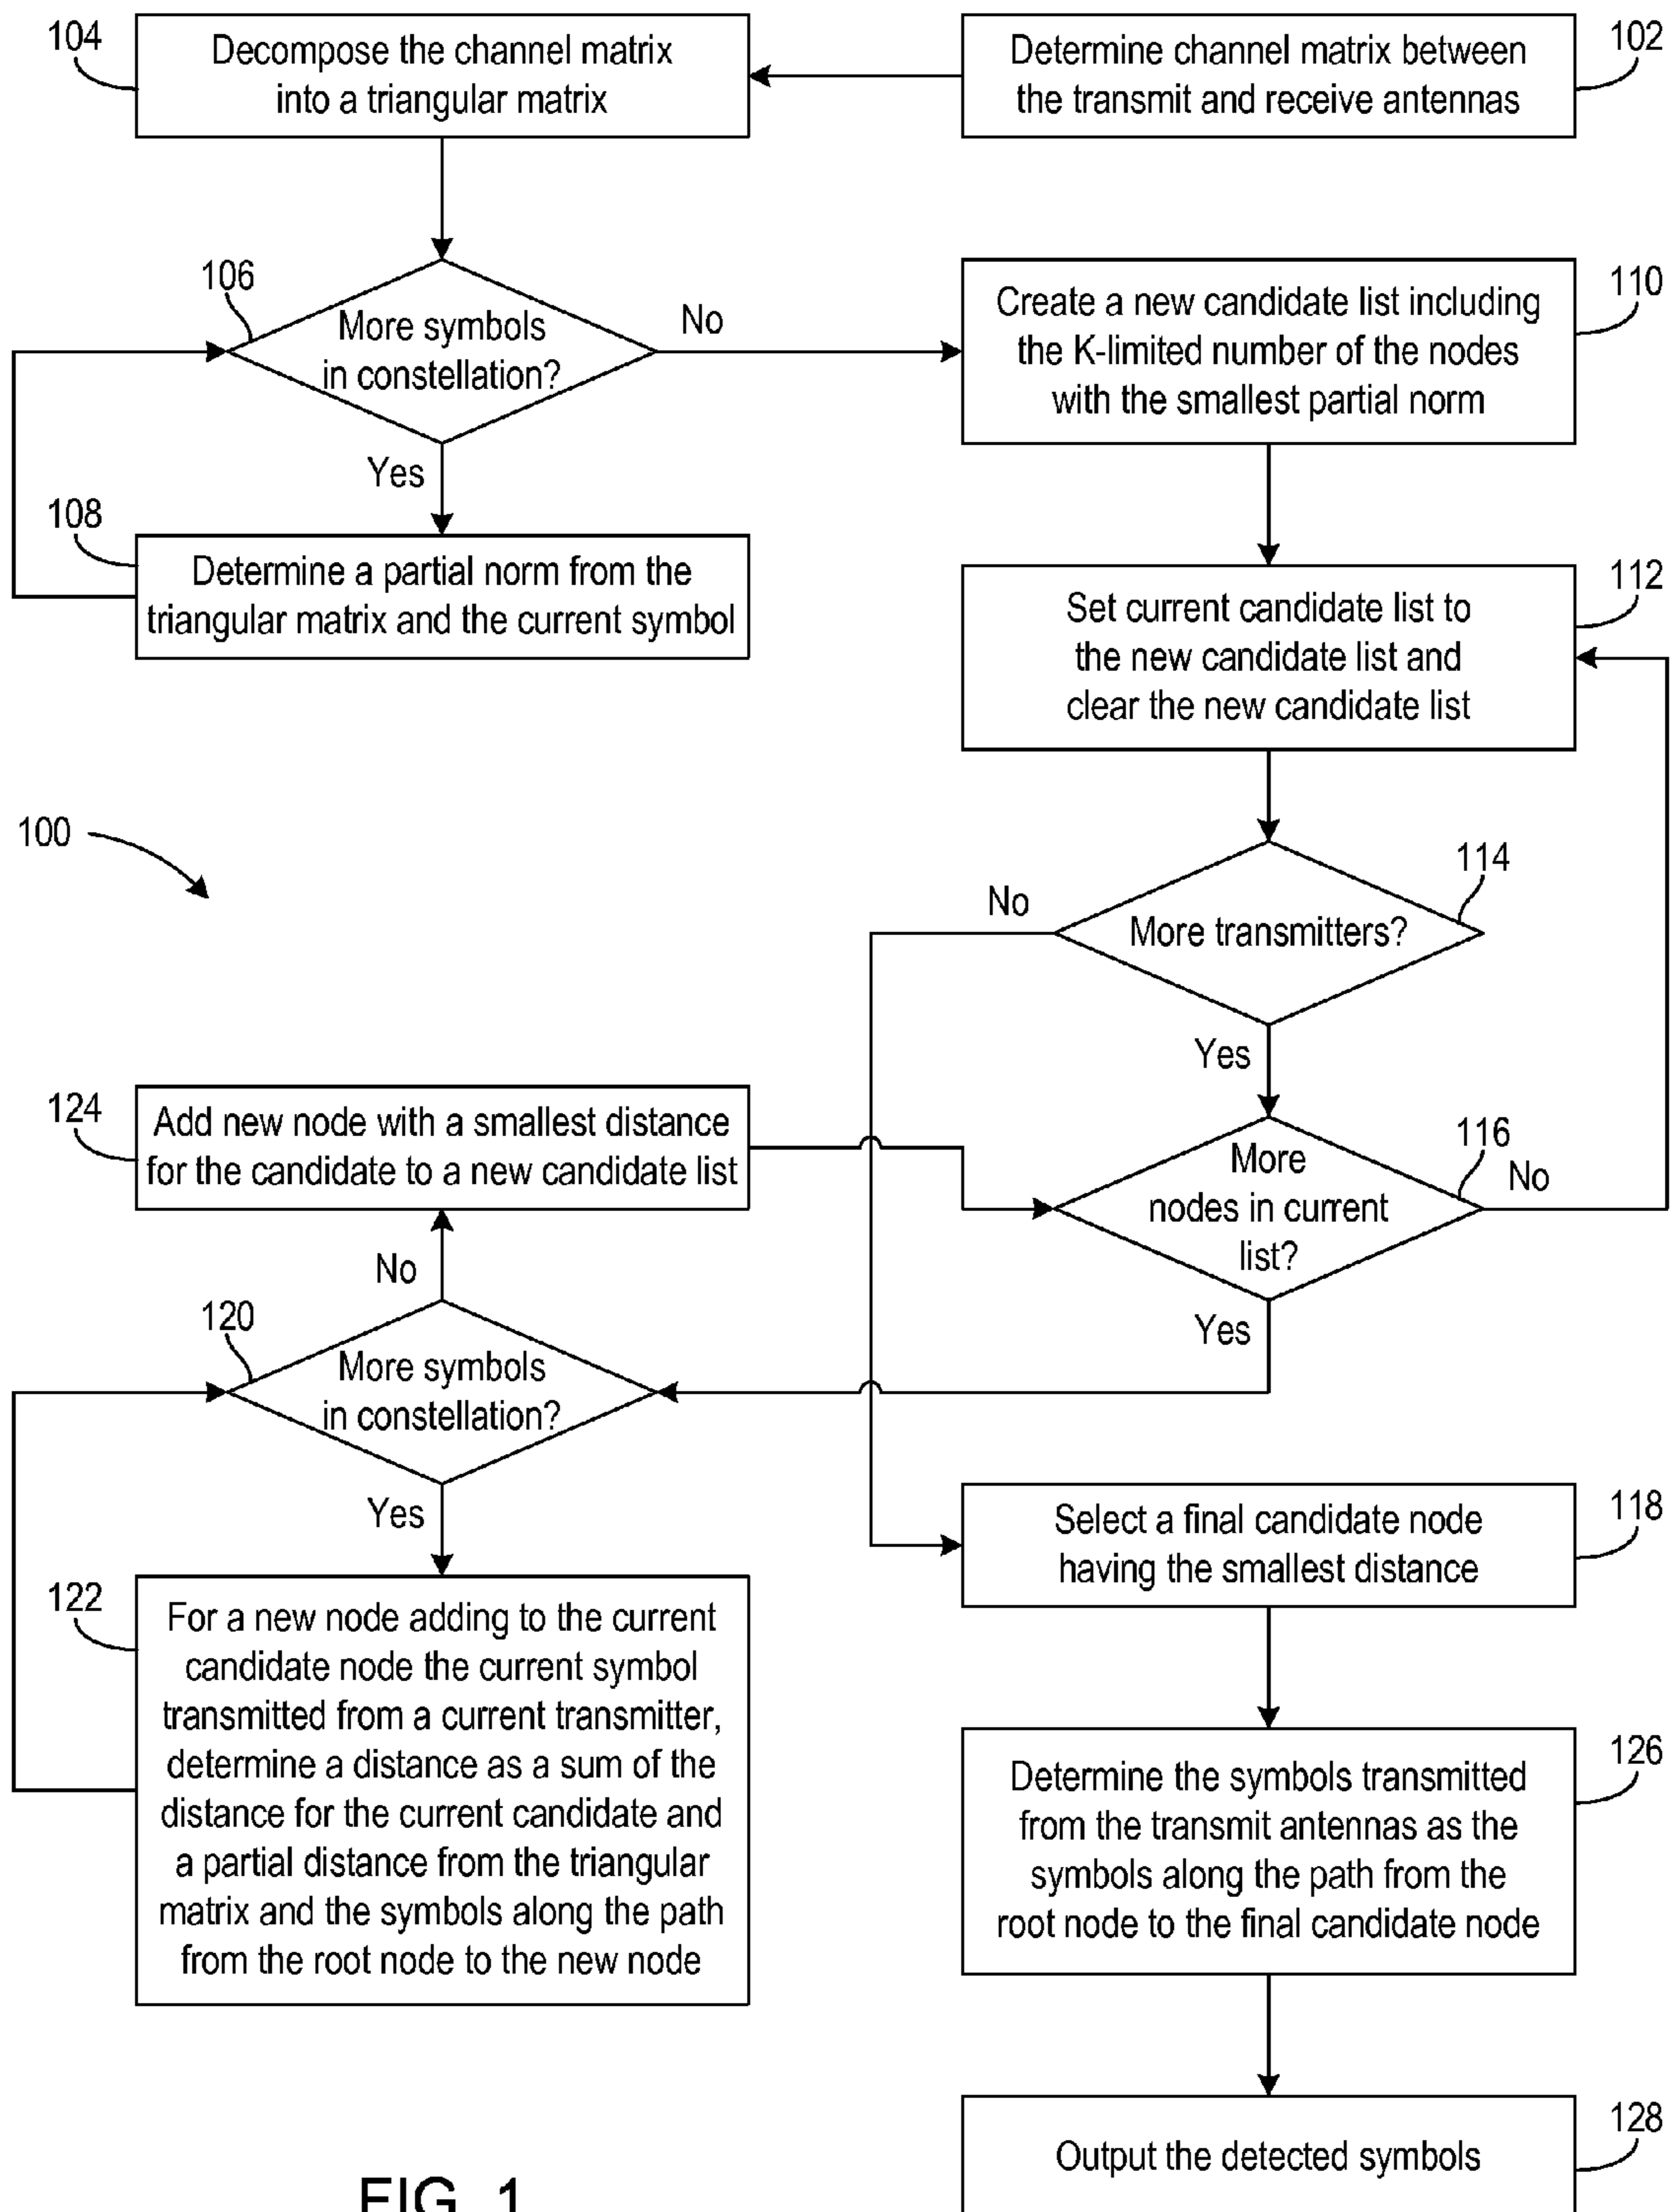 104
Decompose the channel matrix
into a triangular matrix
Determine channel matrix between
the transmit and receive antennas
102
106
More symbols
in constellation?
No
Yes
108
Determine a partial norm from the
triangular matrix and the current symbol
Create a new candidate list including
the K-limited number of the nodes
with the smallest partial norm
110
Set current candidate list to
the new candidate list and
clear the new candidate list
112
100
More transmitters?
114
No
Yes
124
Add new node with a smallest distance
for the candidate to a new candidate list
More
nodes in current
list?
116
No
Yes
No
120
More symbols
in constellation?
Yes
122
For a new node adding to the current
candidate node the current symbol
transmitted from a current transmitter,
determine a distance as a sum of the
distance for the current candidate and
a partial distance from the triangular
matrix and the symbols along the path
from the root node to the new node
Select a final candidate node
having the smallest distance
118
Determine the symbols transmitted
from the transmit antennas as the
symbols along the path from the
root node to the final candidate node
126
Output the detected symbols
128
FIG. 1